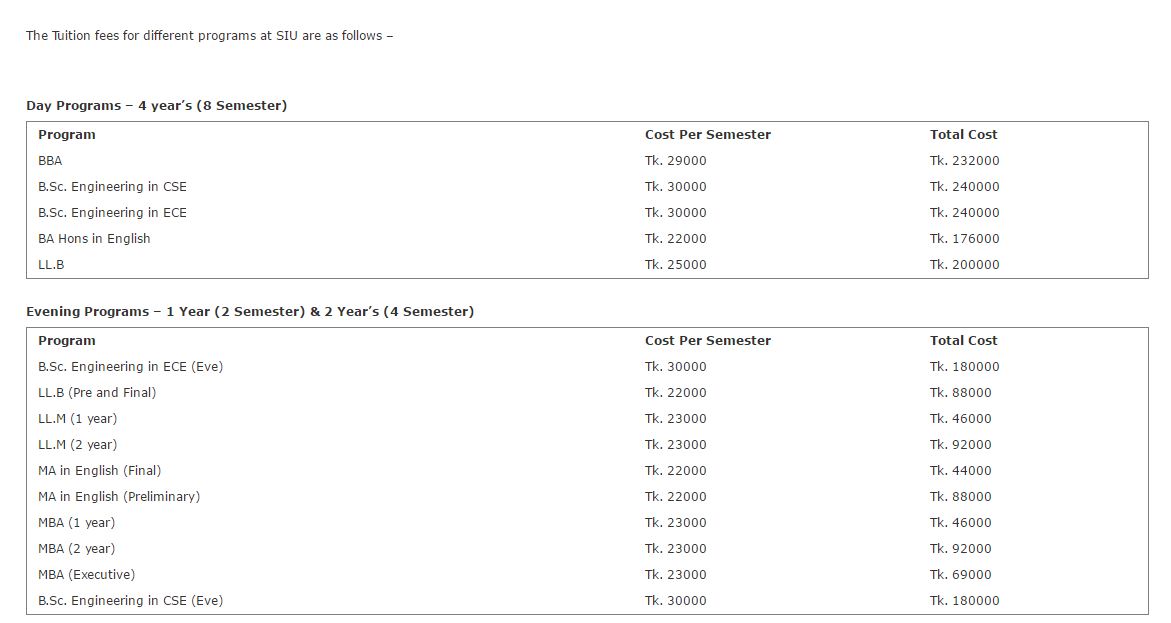 The Tuition fees for different programs at SIU are as follows –
Day Programs – 4 year’s (8 Semester)
Program Cost Per Semester Total Cost
BBA Tk. 29000 Tk. 232000
B.Sc. Engineering in CSE Tk. 30000 Tk. 240000
B.Sc. Engineering in ECE Tk. 30000 Tk. 240000
BA Hons in English Tk. 22000 Tk. 176000
LL.B Tk. 25000 Tk. 200000
Evening Programs – 1 Year (2 Semester) & 2 Year’s (4 Semester)
Program Cost Per Semester Total Cost
B.Sc. Engineering in ECE (Eve) Tk. 30000 Tk. 180000
LL.B (Pre and Final) Tk. 22000 Tk. 88000
LL.M (1 year) Tk. 23000 Tk. 46000
LL.M (2 year) Tk. 23000 Tk. 92000
MA in English (Final) Tk. 22000 Tk. 44000
MA in English (Preliminary) Tk. 22000 Tk. 88000
MBA (1 year) Tk. 23000 Tk. 46000
MBA (2 year) Tk. 23000 Tk. 92000
MBA (Executive) Tk. 23000 Tk. 69000
B.Sc. Engineering in CSE (Eve) Tk. 30000 Tk. 180000